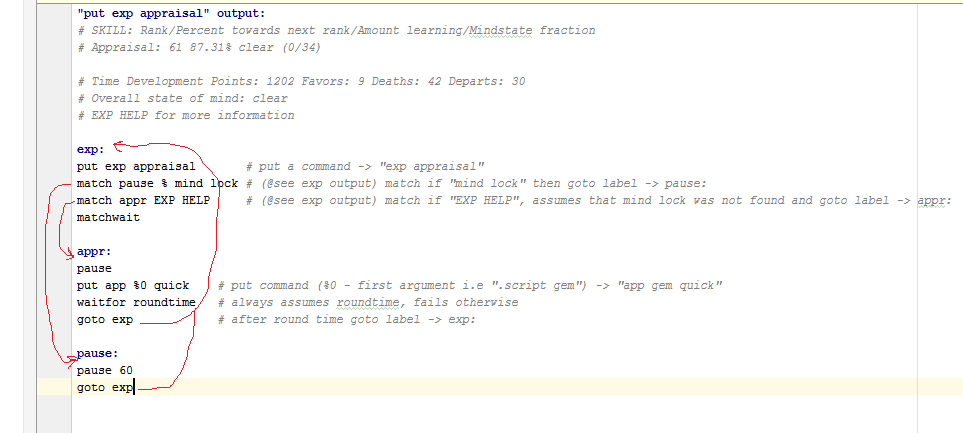 "put exp appraisal" output:
# SKILL: Rank/Percent towards next rank/Amount learning/Mindstate fraction
# Appraisal: 61 87.31% clear (0/34)
# Time Development Points: 1202 Favors: 9 Deaths: 42 Departs: 30
# Overall state of mind: clear
# EXP HELP for more information
exp:
put exp appraisal # put a command -> "exp appraisal"
match pause % mind lock # (@see exp output) match if "mind lock" then goto label -> pause:
match appr EXP HELP # (@see exp output) match if "EXP HELP", assumes that mind lock was not found and goto label -> appr:
matchwait
appr:
pause
put app %0 quick # put command (%0 - first argument i.e ".script gem") -> "app gem quick"
waitfor roundtime # always assumes roundtime, fails otherwise
goto exp # after round time goto label -> exp:
pause:
pause 60
goto exp